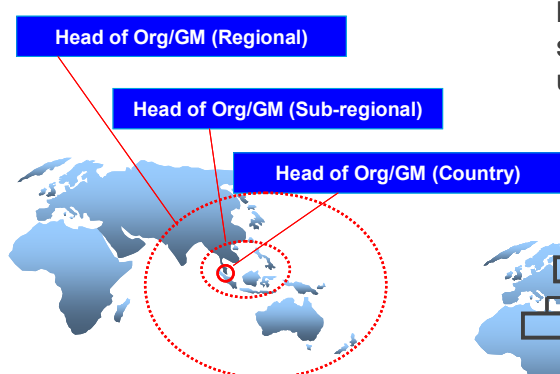 Head of Org/GM (Regional)
Head of Org/GM (Sub-regional)
Head of Org/GM (Country)